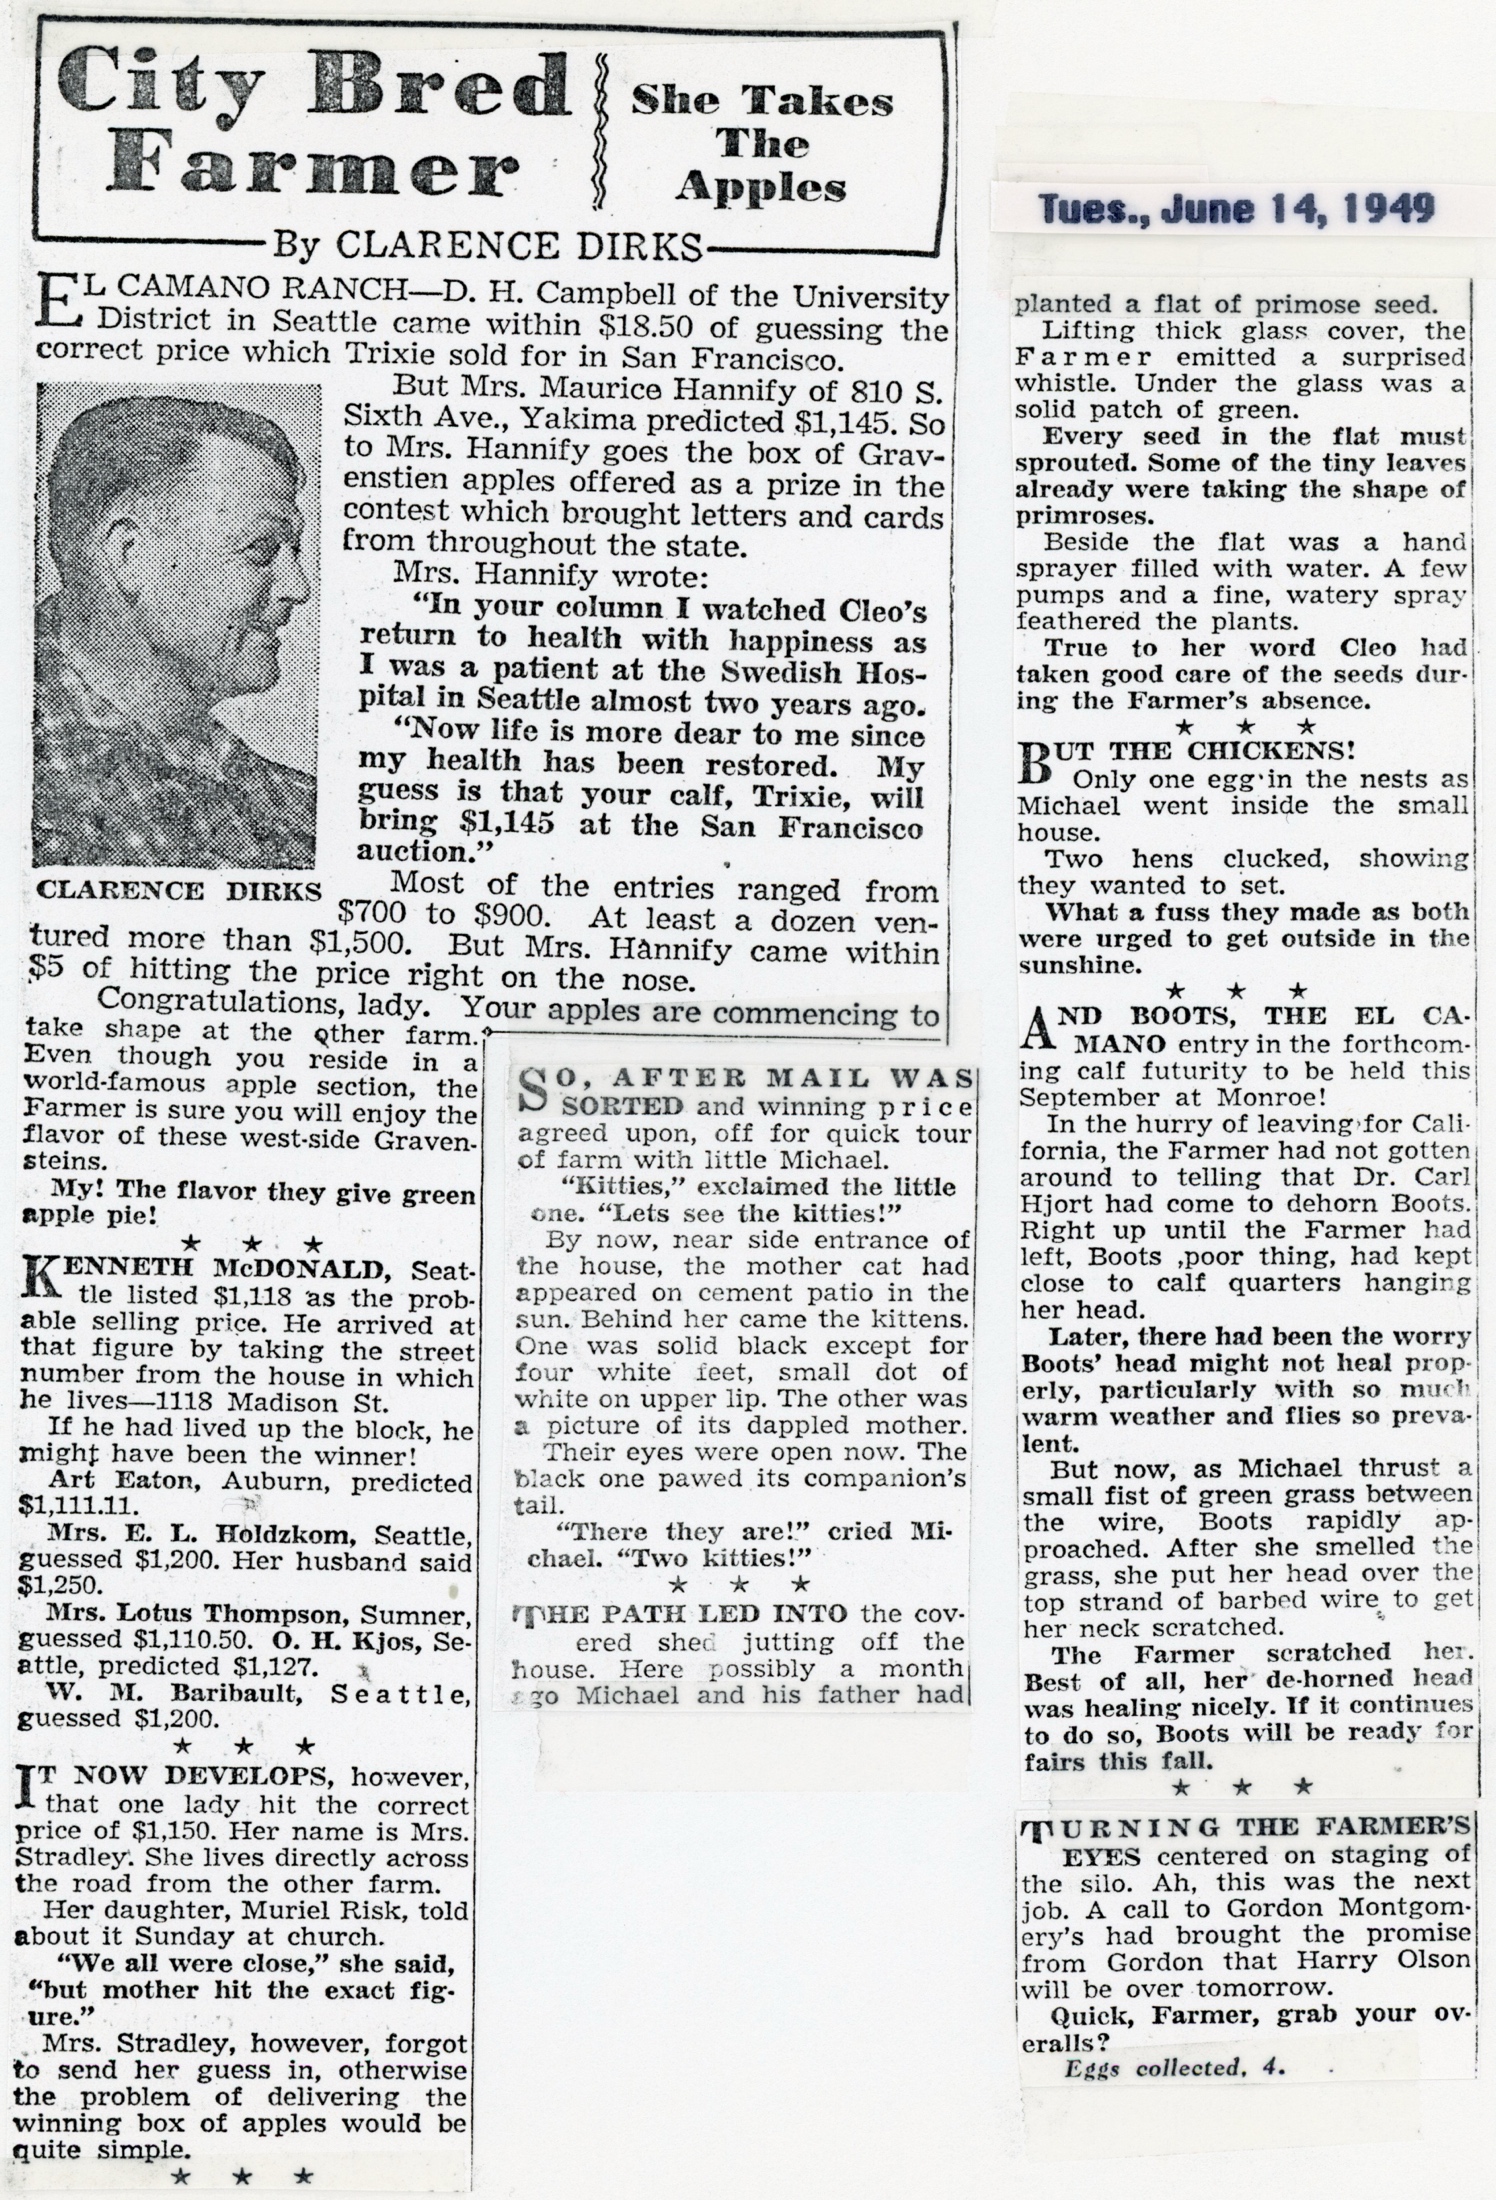 City Bred
Farmer
She Takes
The
Apples
By CLARENCE DIRKS
EL CAMANO RANCH—D. H. Campbell of the University
District in Seattle came within $18.50 of guessing the
correct price which Trixie sold for in San Francisco.
But Mrs. Maurice Hannify of 810 S.
Sixth Ave., Yakima predicted $1,145. So
to Mrs. Hannify goes the box of Grav-
enstien apples offered as a prize in the
contest which brought letters and cards
from throughout the state.
Mrs. Hannify wrote:
"In your column I watched Cleo's
return to health with happiness as
I was a patient at the Swedish Hos-
pital in Seattle almost two years ago.
"Now life is more dear to me since
my health has been restored. My
guess is that your calf, Trixie, will
bring $1,145 at the San Francisco
auction."
CLARENCE DIRKS
Most of the entries ranged from
$700 to $900. At least a dozen ven-
tured more than $1,500. But Mrs. Hannify came within
$5 of hitting the price right on the nose.
Congratulations, lady. Your apples are commencing to
take shape at the other farm.
Even though you reside in a
world-famous apple section, the
Farmer is sure you will enjoy the
flavor of these west-side Graven-
steins.
My! The flavor they give green
apple pie!
★ ★ ★
KENNETH McDONALD, Seat-
tle listed $1,118 as the prob-
able selling price. He arrived at
that figure by taking the street
number from the house in which
he lives—1118 Madison St.
If he had lived up the block, he
might have been the winner!
Art Eaton, Auburn, predicted
$1,111.11.
Mrs. E. L. Holdzkom, Seattle,
guessed $1,200. Her husband said
$1,250.
Mrs. Lotus Thompson, Sumner,
guessed $1,110.50. O. H. Kjos, Se-
attle, predicted $1,127.
W. M. Baribault, Seattle,
guessed $1,200.
★ ★ ★
IT NOW DEVELOPS, however,
that one lady hit the correct
price of $1,150. Her name is Mrs.
Stradley. She lives directly across
the road from the other farm.
Her daughter, Muriel Risk, told
about it Sunday at church.
"We all were close," she said,
"but mother hit the exact fig-
ure."
Mrs. Stradley, however, forgot
to send her guess in, otherwise
the problem of delivering the
winning box of apples would be
quite simple.
★ ★ ★
SO, AFTER MAIL WAS
SORTED and winning price
agreed upon, off for quick tour
of farm with little Michael.
"Kitties," exclaimed the little
one. "Lets see the kitties!"
By now, near side entrance of
the house, the mother cat had
appeared on cement patio in the
sun. Behind her came the kittens.
One was solid black except for
four white feet, small dot of
white on upper lip. The other was
a picture of its dappled mother.
Their eyes were open now. The
black one pawed its companion's
tail.
"There they are!" cried Mi-
chael. "Two kitties!"
★ ★ ★
THE PATH LED INTO the cov-
ered shed jutting off the
house. Here possibly a month
ago Michael and his father had
Tues., June 14, 1949
planted a flat of primose seed.
Lifting thick glass cover, the
Farmer emitted a surprised
whistle. Under the glass was a
solid patch of green.
Every seed in the flat must
sprouted. Some of the tiny leaves
already were taking the shape of
primroses.
Beside the flat was a hand
sprayer filled with water. A few
pumps and a fine, watery spray
feathered the plants.
True to her word Cleo had
taken good care of the seeds dur-
ing the Farmer's absence.
★ ★ ★
BUT THE CHICKENS!
Only one egg in the nests as
Michael went inside the small
house.
Two hens clucked, showing
they wanted to set.
What a fuss they made as both
were urged to get outside in the
sunshine.
★ ★ ★
AND BOOTS, THE EL CA-
MANO entry in the forthcom-
ing calf futurity to be held this
September at Monroe!
In the hurry of leaving for Cali-
fornia, the Farmer had not gotten
around to telling that Dr. Carl
Hjort had come to dehorn Boots.
Right up until the Farmer had
left, Boots ,poor thing, had kept
close to calf quarters hanging
her head.
Later, there had been the worry
Boots' head might not heal prop-
erly, particularly with so much
warm weather and flies so preva-
lent.
But now, as Michael thrust a
small fist of green grass between
the wire, Boots rapidly ap-
proached. After she smelled the
grass, she put her head over the
top strand of barbed wire to get
her neck scratched.
The Farmer scratched her.
Best of all, her de-horned head
was healing nicely. If it continues
to do so, Boots will be ready for
fairs this fall.
★ ★ ★
TURNING THE FARMER'S
EYES centered on staging of
the silo. Ah, this was the next
job. A call to Gordon Montgom-
ery's had brought the promise
from Gordon that Harry Olson
will be over tomorrow.
Quick, Farmer, grab your ov-
eralls?
Eggs collected, 4.